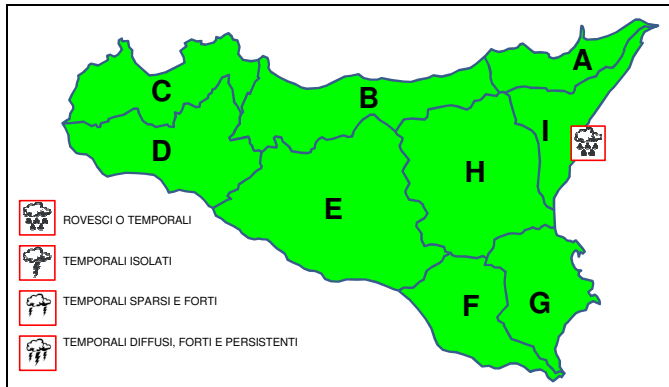 A
C
B
I
D
H
E
F
G
ROVESCI O TEMPORALI
TEMPORALI ISOLATI
TEMPORALI SPARSI E FORTI
TEMPORALI DIFFUSI, FORTI E PERSISTENTI